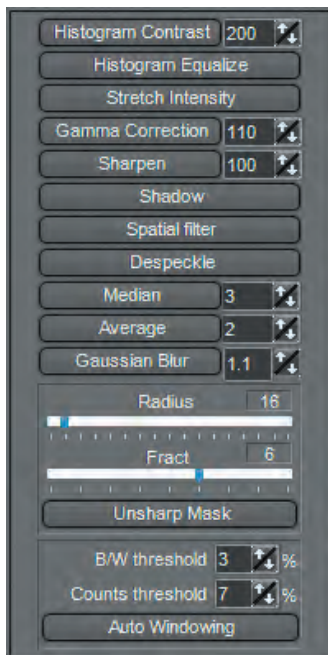 Histogram Contrast 200
Histogram Equalize
Stretch Intensity
Gamma Correction 110
Sharpen 100
Shadow
Spatial filter
Despeckle
Median 3
Average 2
Gaussian Blur 1.1
Radius 16
Fract 6
Unsharp Mask
B/W threshold 3 %
Counts threshold 7 %
Auto Windowing